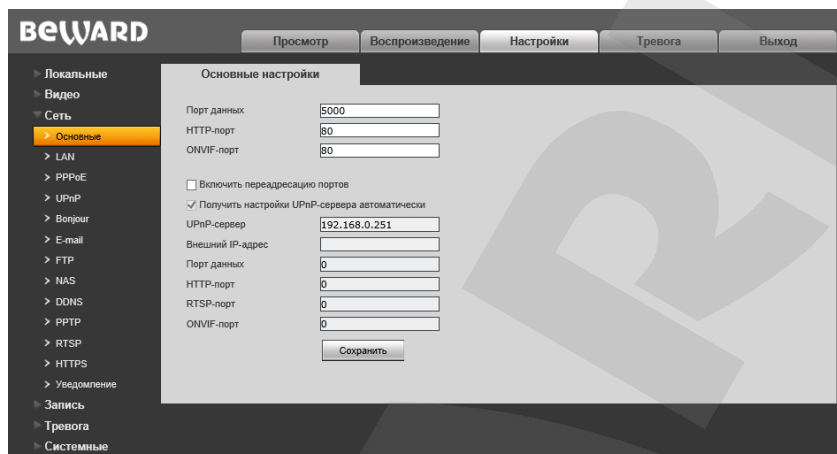 BEWARD
Просмотр
Воспроизведение
Настройки
Тревога
Выход
Локальные
Видео
Сеть
Основные
LAN
PPPoE
UPnP
Bonjour
E-mail
FTP
NAS
DDNS
PPTP
RTSP
HTTPS
Уведомление
Запись
Тревога
Системные
Основные настройки
Порт данных 5000
HTTP-порт 80
ONVIF-порт 80
Включить переадресацию портов
Получить настройки UPnP-сервера автоматически
UPnP-сервер 192.168.0.251
Внешний IP-адрес
Порт данных 0
HTTP-порт 0
RTSP-порт 0
ONVIF-порт 0
Сохранить